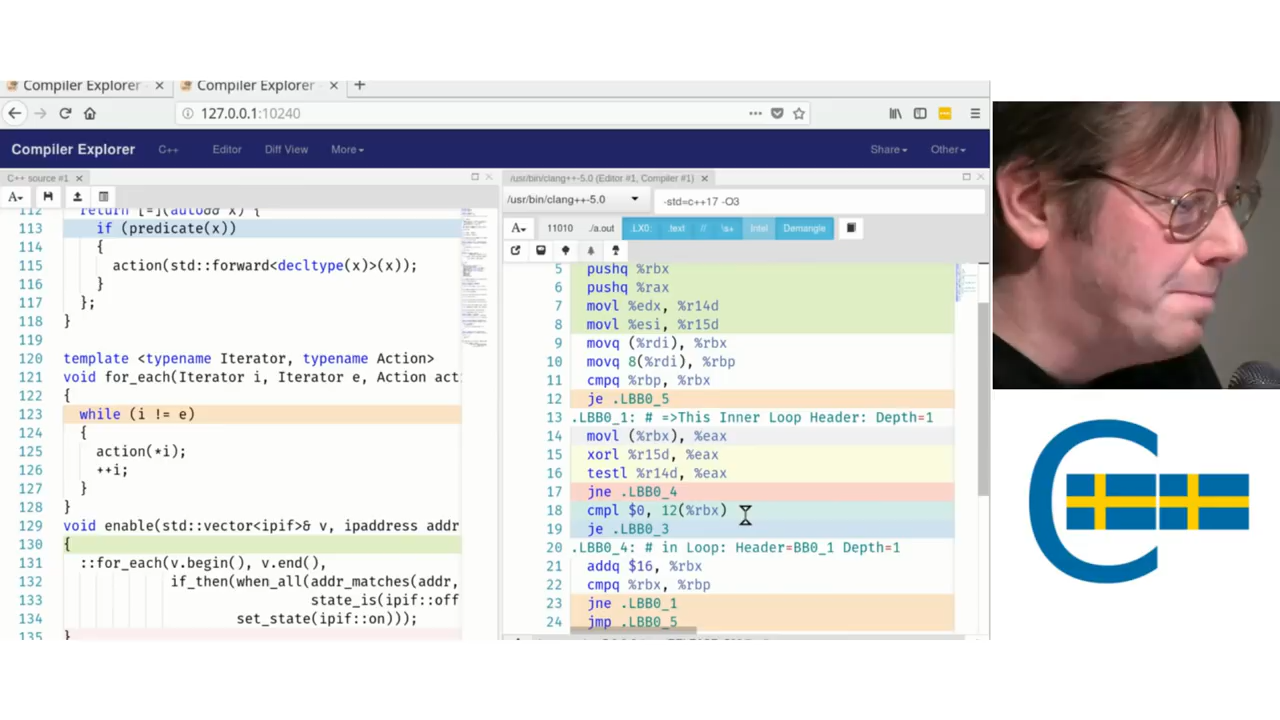 Compiler Explorer × Compiler Explorer × +
127.0.0.1:10240
Compiler Explorer C++ Editor Diff View More Share Other
C++ source #1 ×
/usr/bin/clang++-5.0 (Editor #1, Compiler #1) ×
/usr/bin/clang++-5.0 -std=c++17 -O3
A 11010 ./a.out .LX0: .text // \s+ Intel Demangle
112 return [=](auto&& x) {
113 if (predicate(x))
114 {
115 action(std::forward<decltype(x)>(x));
116 }
117 };
118 }
119
120 template <typename Iterator, typename Action>
121 void for_each(Iterator i, Iterator e, Action act
122 {
123 while (i != e)
124 {
125 action(*i);
126 ++i;
127 }
128 }
129 void enable(std::vector<ipif>& v, ipaddress addr
130 {
131 ::for_each(v.begin(), v.end(),
132 if_then(when_all(addr_matches(addr,
133 state_is(ipif::off
134 set_state(ipif::on)));
135 }
5 pushq %rbx
6 pushq %rax
7 movl %edx, %r14d
8 movl %esi, %r15d
9 movq (%rdi), %rbx
10 movq 8(%rdi), %rbp
11 cmpq %rbp, %rbx
12 je .LBB0_5
13 .LBB0_1: # =>This Inner Loop Header: Depth=1
14 movl (%rbx), %eax
15 xorl %r15d, %eax
16 testl %r14d, %eax
17 jne .LBB0_4
18 cmpl $0, 12(%rbx)
19 je .LBB0_3
20 .LBB0_4: # in Loop: Header=BB0_1 Depth=1
21 addq $16, %rbx
22 cmpq %rbx, %rbp
23 jne .LBB0_1
24 jmp .LBB0_5